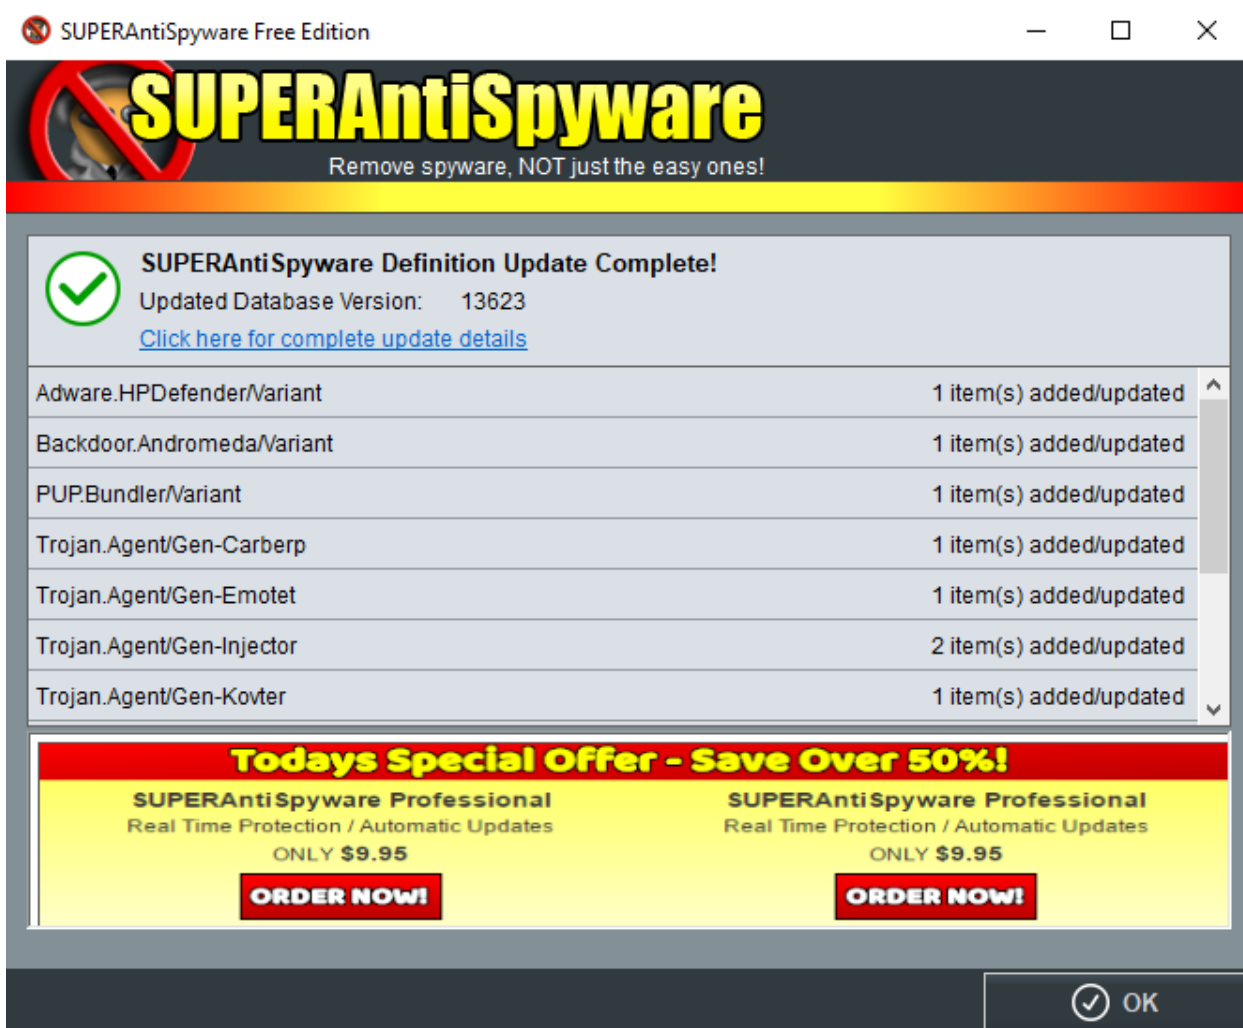 SUPERAntiSpyware Free Edition
SUPERAntiSpyware
Remove spyware, NOT just the easy ones!
SUPERAntiSpyware Definition Update Complete!
Updated Database Version: 13623
Click here for complete update details
Adware.HPDefender/Variant 1 item(s) added/updated
Backdoor.Andromeda/Variant 1 item(s) added/updated
PUP.Bundler/Variant 1 item(s) added/updated
Trojan.Agent/Gen-Carberp 1 item(s) added/updated
Trojan.Agent/Gen-Emotet 1 item(s) added/updated
Trojan.Agent/Gen-Injector 2 item(s) added/updated
Trojan.Agent/Gen-Kovter 1 item(s) added/updated
Todays Special Offer - Save Over 50%!
SUPERAntiSpyware Professional SUPERAntiSpyware Professional
Real Time Protection / Automatic Updates Real Time Protection / Automatic Updates
ONLY $9.95 ONLY $9.95
ORDER NOW! ORDER NOW!
OK